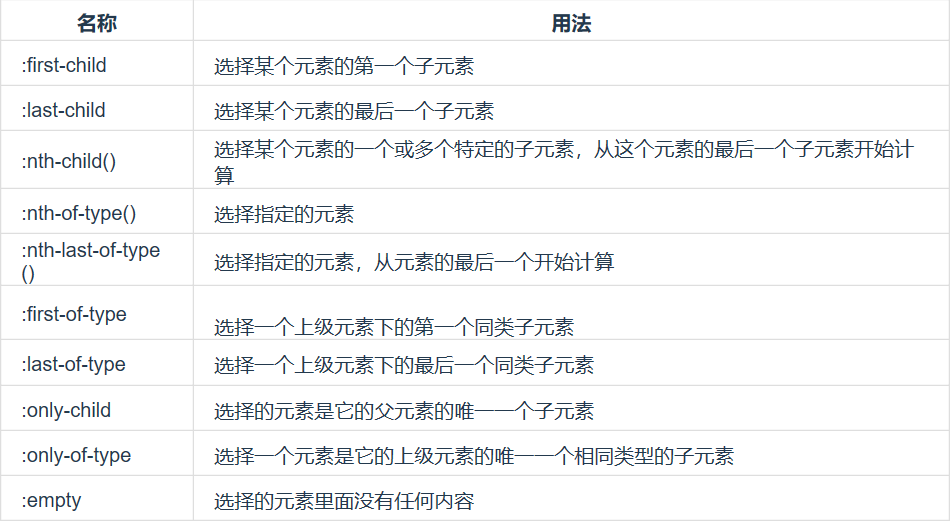 名称 用法
:first-child 选择某个元素的第一个子元素
:last-child 选择某个元素的最后一个子元素
:nth-child() 选择某个元素的一个或多个特定的子元素，从这个元素的最后一个子元素开始计
算
:nth-of-type() 选择指定的元素
:nth-last-of-type
() 选择指定的元素，从元素的最后一个开始计算
:first-of-type 选择一个上级元素下的第一个同类子元素
:last-of-type 选择一个上级元素下的最后一个同类子元素
:only-child 选择的元素是它的父元素的唯一一个子元素
:only-of-type 选择一个元素是它的上级元素的唯一一个相同类型的子元素
:empty 选择的元素里面没有任何内容